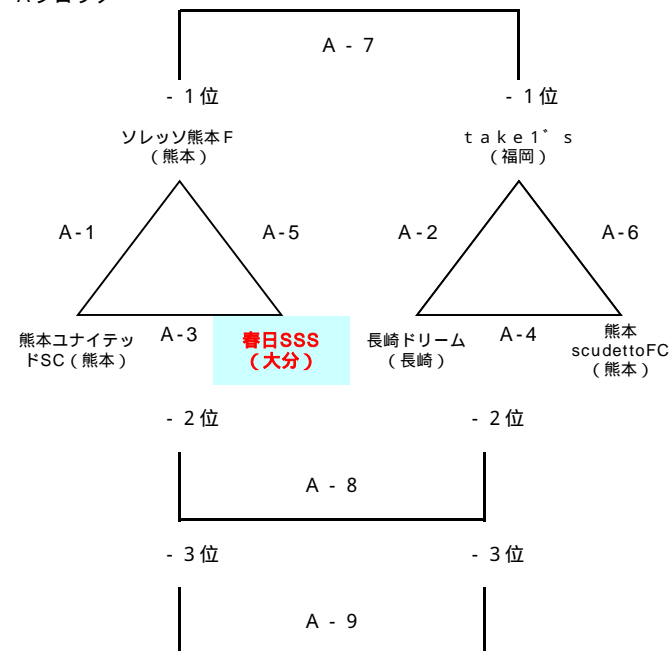 A - 7
- 1位 - 1位
ソレッソ熊本F take1゛s
(熊本) (福岡)
A-1 A-5 A-2 A-6
熊本ユナイテッ A-3 春日SSS 長崎ドリーム A-4 熊本
ドSC(熊本) (大分) (長崎) scudettoFC
(熊本)
- 2位 - 2位
A - 8
- 3位 - 3位
A - 9